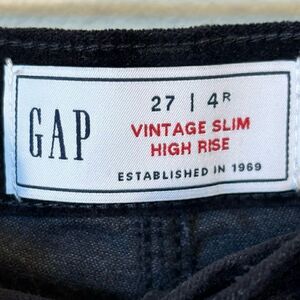 GAP
27 | 4R
VINTAGE SLIM
HIGH RISE
ESTABLISHED IN 1969